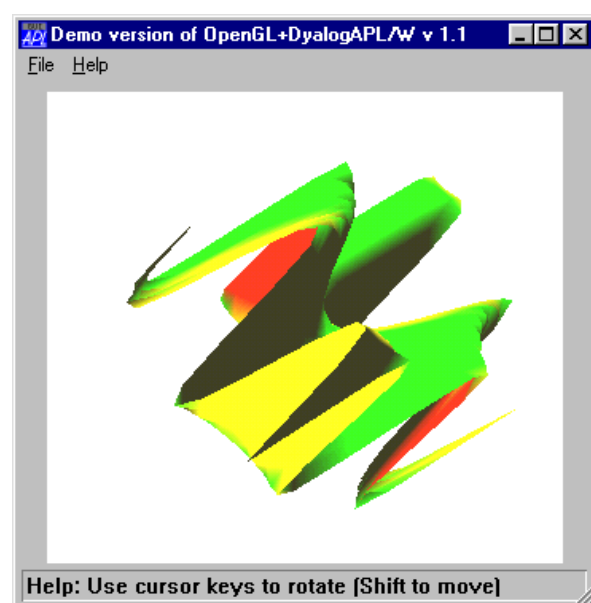 Demo version of OpenGL+DyalogAPL/W v 1.1
File Help
Help: Use cursor keys to rotate (Shift to move)